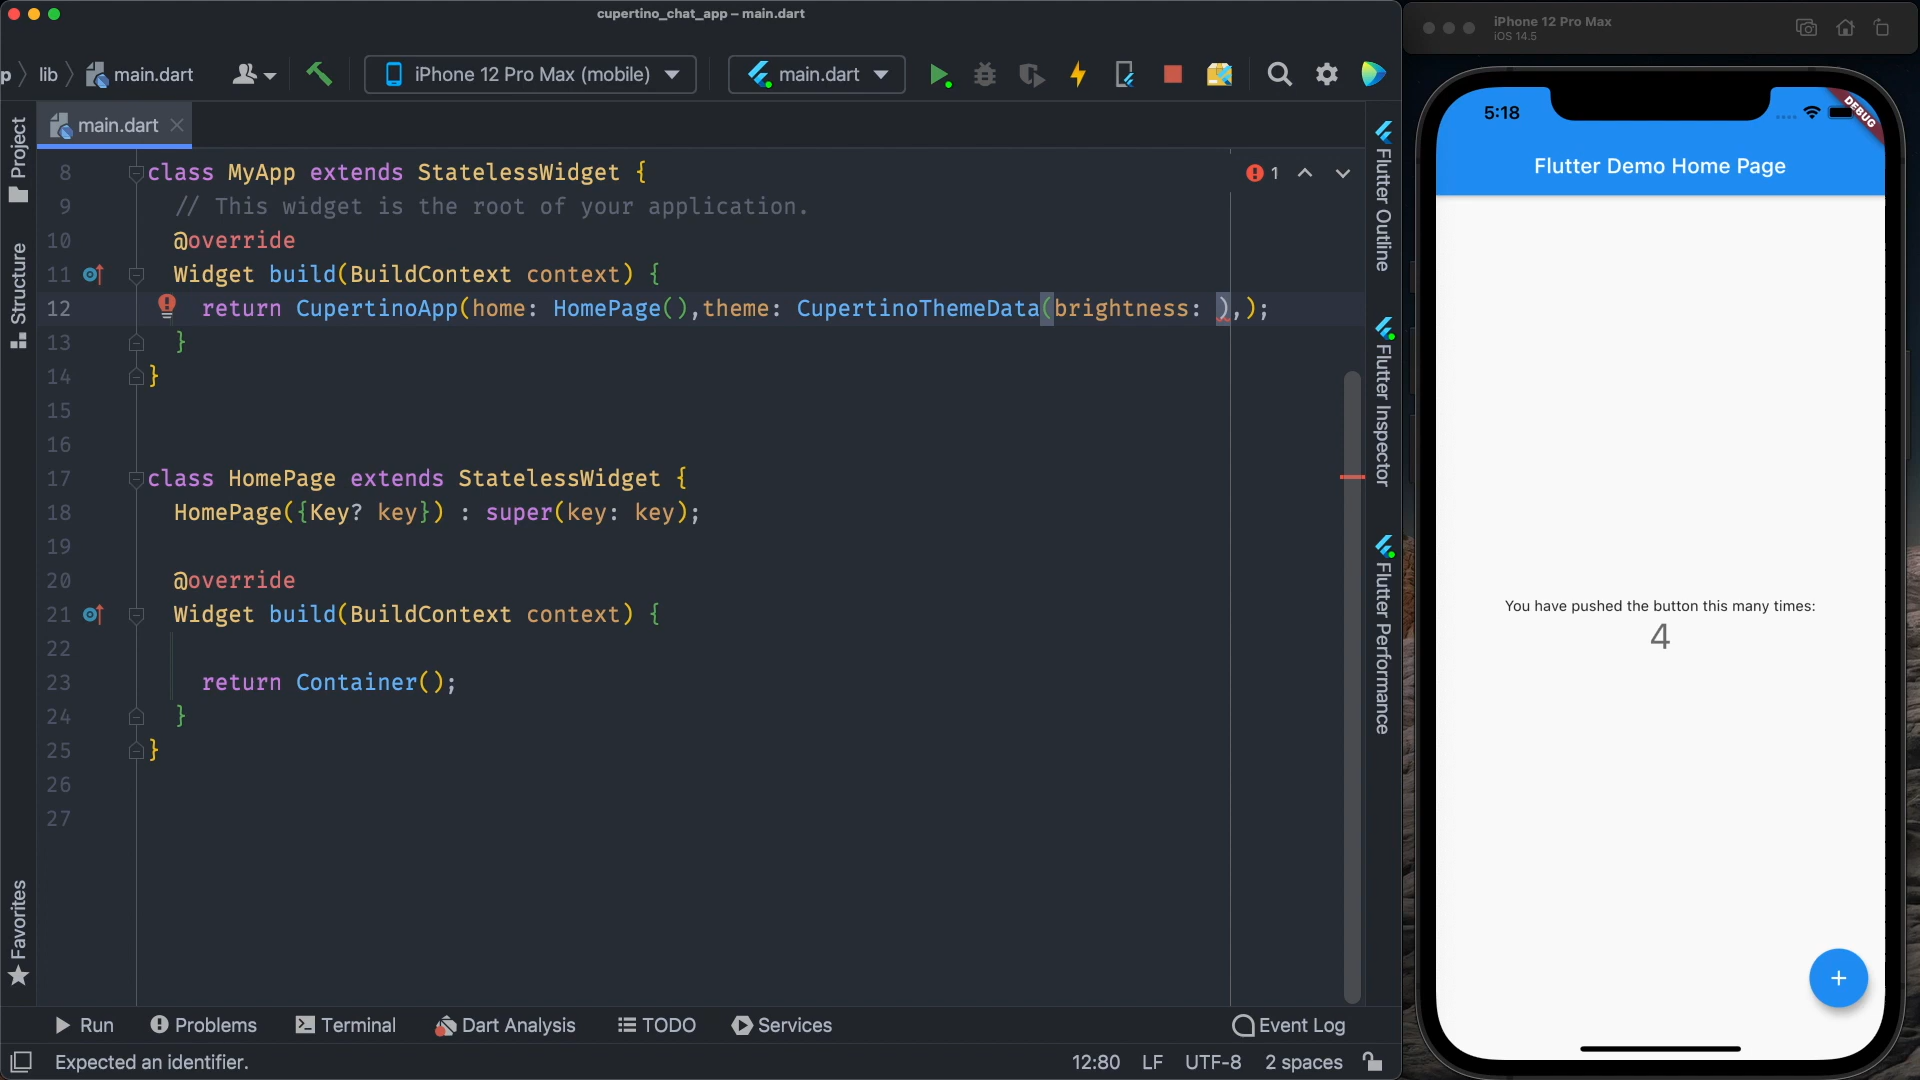 cupertino_chat_app – main.dart
p
lib
main.dart
iPhone 12 Pro Max (mobile)
main.dart
main.dart
Project
Structure
Favorites
8 class MyApp extends StatelessWidget {
9 // This widget is the root of your application.
10 @override
11 Widget build(BuildContext context) {
12 return CupertinoApp(home: HomePage(),theme: CupertinoThemeData(brightness: ),);
13 }
14 }
15
16
17 class HomePage extends StatelessWidget {
18 HomePage({Key? key}) : super(key: key);
19
20 @override
21 Widget build(BuildContext context) {
22
23 return Container();
24 }
25 }
26
27
1
Flutter Outline
Flutter Inspector
Flutter Performance
Run
Problems
Terminal
Dart Analysis
TODO
Services
Event Log
Expected an identifier.
12:80
LF
UTF-8
2 spaces
iPhone 12 Pro Max
iOS 14.5
5:18
DEBUG
Flutter Demo Home Page
You have pushed the button this many times:
4
+